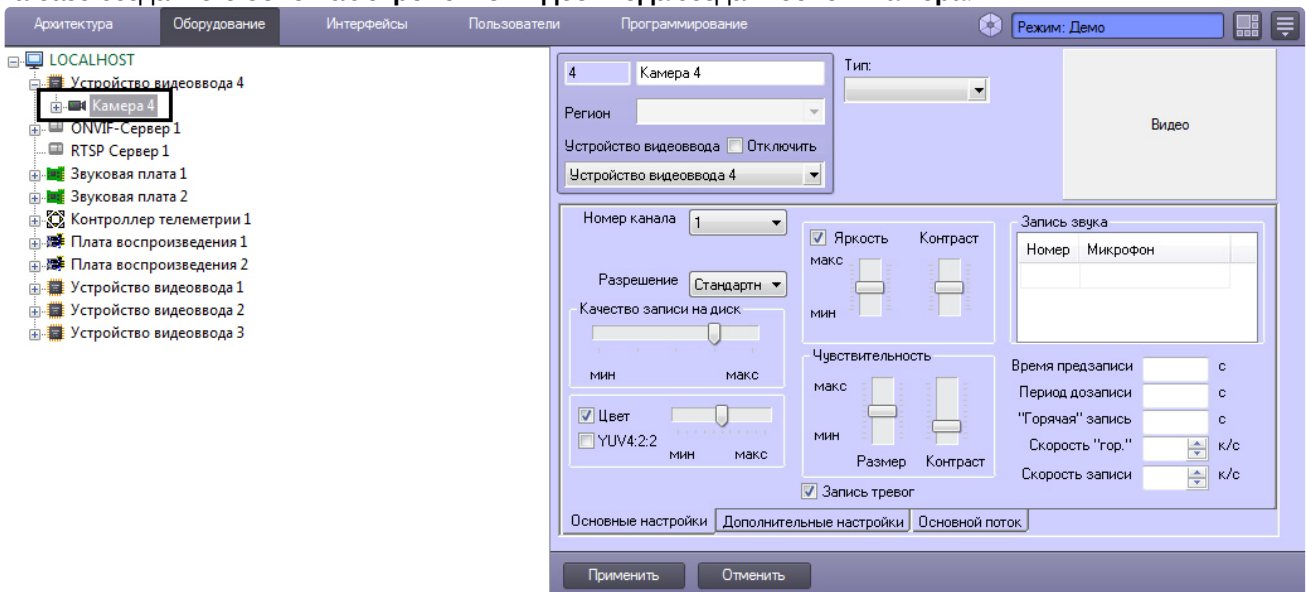 Архитектура Оборудование Интерфейсы Пользователи Программирование Режим: Демо
LOCALHOST
Устройство видеоввода 4
Камера 4
ONVIF-Сервер 1
RTSP Сервер 1
Звуковая плата 1
Звуковая плата 2
Контроллер телеметрии 1
Плата воспроизведения 1
Плата воспроизведения 2
Устройство видеоввода 1
Устройство видеоввода 2
Устройство видеоввода 3
4 Камера 4
Тип:
Регион
Устройство видеоввода Отключить
Устройство видеоввода 4
Видео
Номер канала 1
Разрешение Стандартн
Качество записи на диск
мин макс
Цвет
YUV4:2:2
мин макс
Яркость Контраст
макс
мин
Чувствительность
макс
мин
Размер Контраст
Запись тревог
Запись звука
Номер Микрофон
Время предзаписи с
Период дозаписи с
"Горячая" запись с
Скорость "гор." к/с
Скорость записи к/с
Основные настройки Дополнительные настройки Основной поток
Применить Отменить